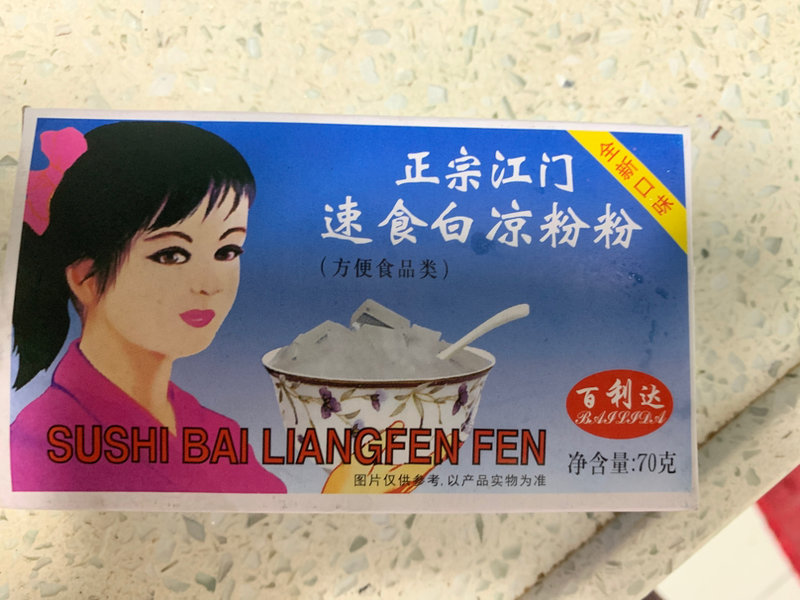 全新口味
正宗江门
速食白凉粉粉
(方便食品类)
百利达
BAILIDA
SUSHI BAI LIANGFEN FEN
净含量:70克
图片仅供参考,以产品实物为准